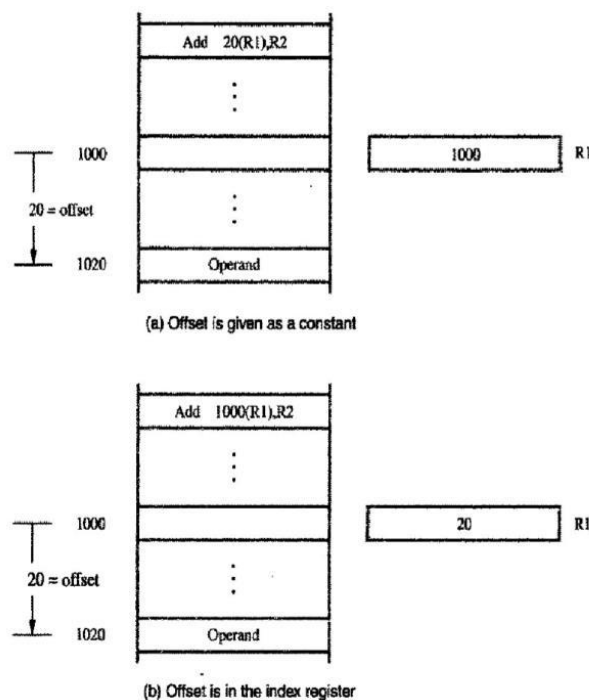 Add 20(R1),R2
1000
1000
R1
20 = offset
1020
Operand
(a) Offset is given as a constant
Add 1000(R1),R2
1000
20
R1
20 = offset
1020
Operand
(b) Offset is in the index register